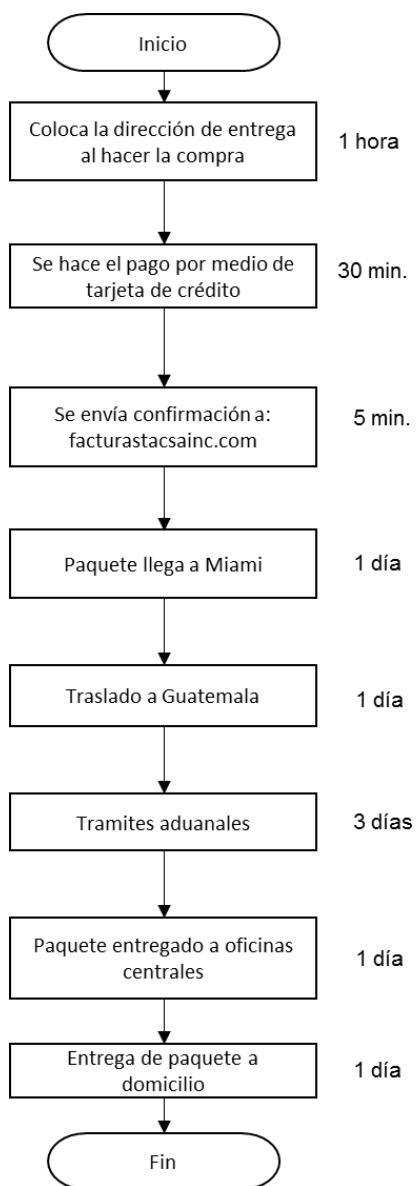 Inicio
Coloca la dirección de entrega
al hacer la compra
1 hora
Se hace el pago por medio de
tarjeta de crédito
30 min.
Se envía confirmación a:
facturastacsainc.com
5 min.
Paquete llega a Miami
1 día
Traslado a Guatemala
1 día
Tramites aduanales
3 días
Paquete entregado a oficinas
centrales
1 día
Entrega de paquete a
domicilio
1 día
Fin